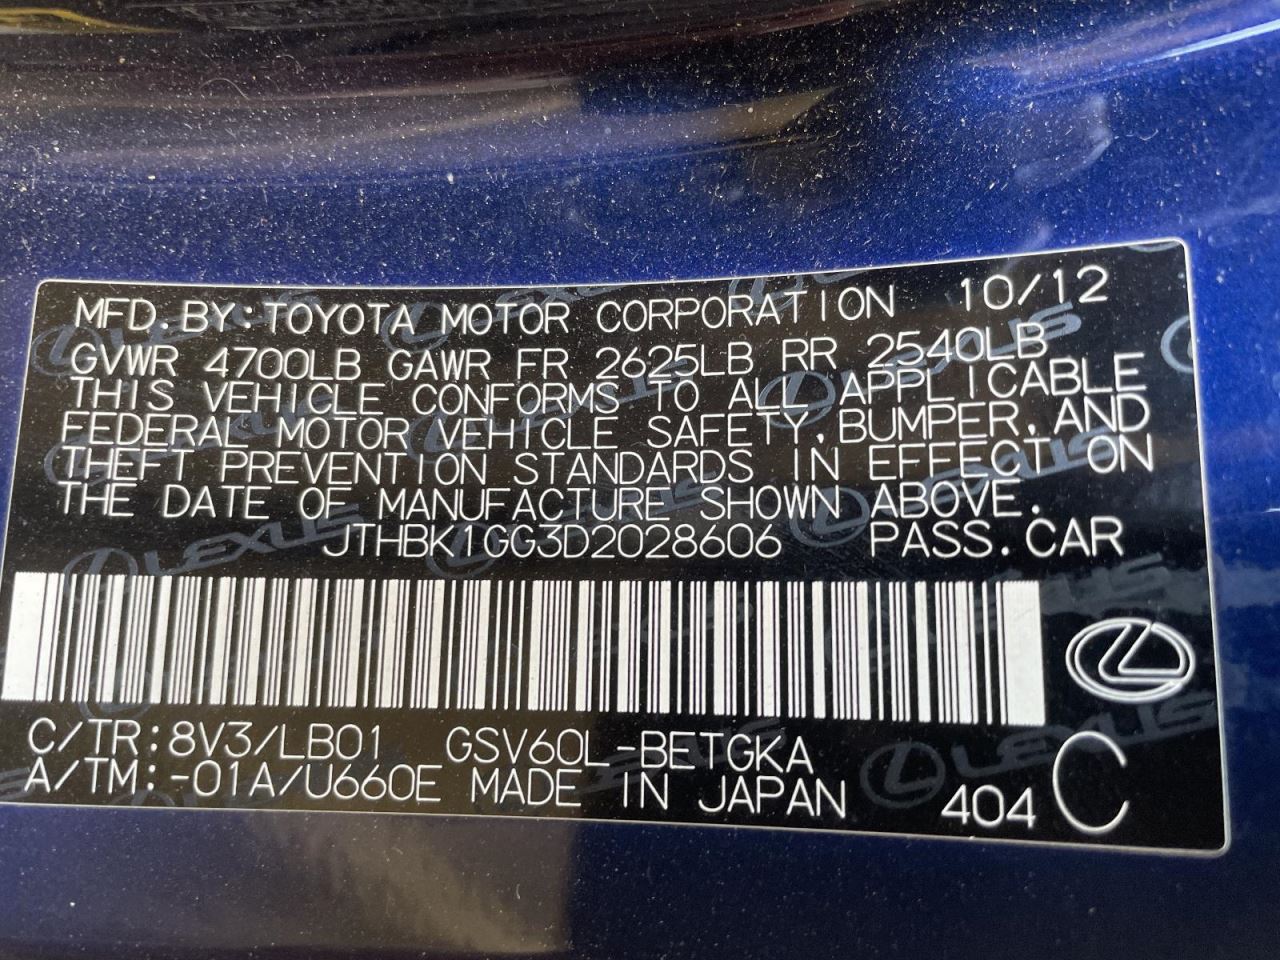 MFD.BY:TOYOTA MOTOR CORPORATION 10/12
GVWR 4700LB GAWR FR 2625LB RR 2540LB
THIS VEHICLE CONFORMS TO ALL APPLICABLE
FEDERAL MOTOR VEHICLE SAFETY,BUMPER,AND
THEFT PREVENTION STANDARDS IN EFFECT ON
THE DATE OF MANUFACTURE SHOWN ABOVE.
JTHBK1GG3D2028606 PASS.CAR
C/TR:8V3/LB01 GSV60L-BETGKA
A/TM:-01A/U660E MADE IN JAPAN 404 C
LEXUS